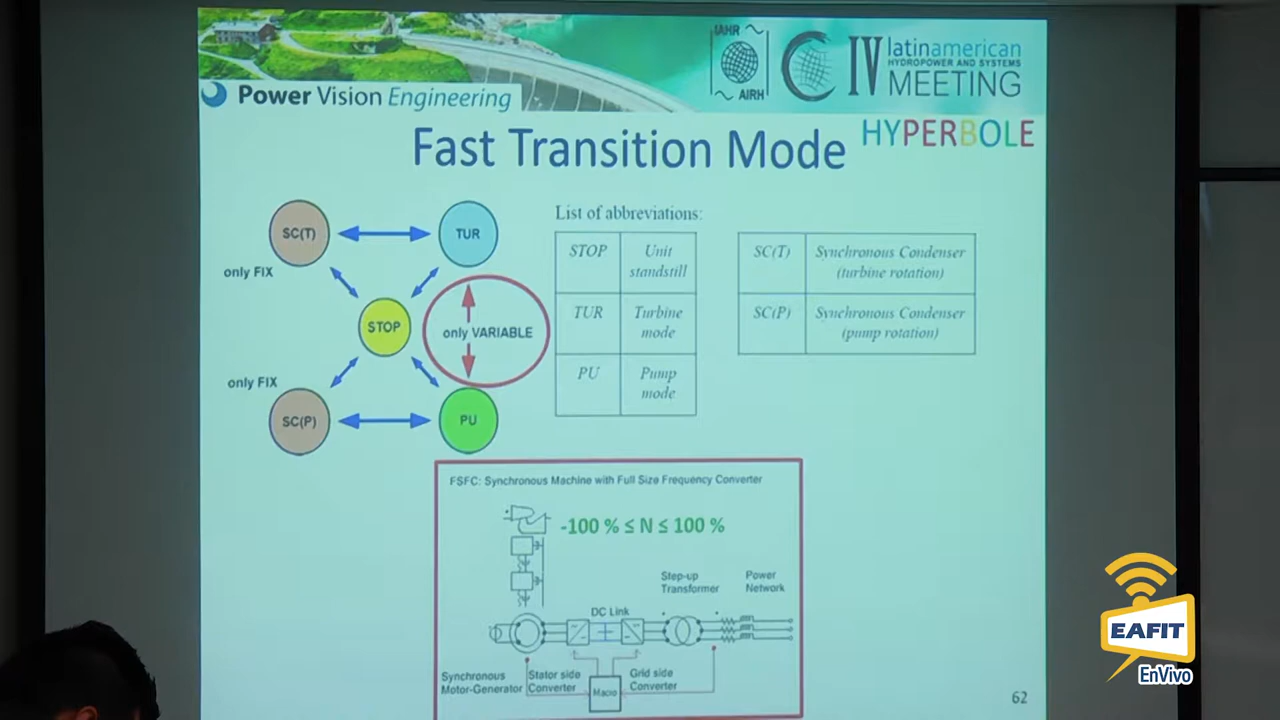 IAHR
AIRH
IV latinamerican
HYDROPOWER AND SYSTEMS
MEETING
Power Vision Engineering
HYPERBOLE
Fast Transition Mode
SC(T)
TUR
only FIX
STOP
only VARIABLE
only FIX
SC(P)
PU
List of abbreviations:
STOP Unit standstill
TUR Turbine mode
PU Pump mode
SC(T) Synchronous Condenser (turbine rotation)
SC(P) Synchronous Condenser (pump rotation)
FSFC: Synchronous Machine with Full Size Frequency Converter
-100 % ≤ N ≤ 100 %
Step-up Transformer
Power Network
DC Link
Synchronous Motor-Generator
Stator side Converter
Grid side Converter
62
EAFIT
EnVivo